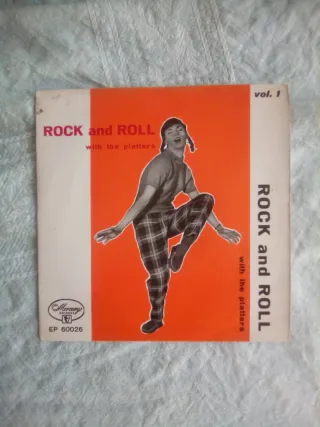 vol. 1
ROCK and ROLL
with the platters
ROCK and ROLL
with the platters
Mercury
EP 60026